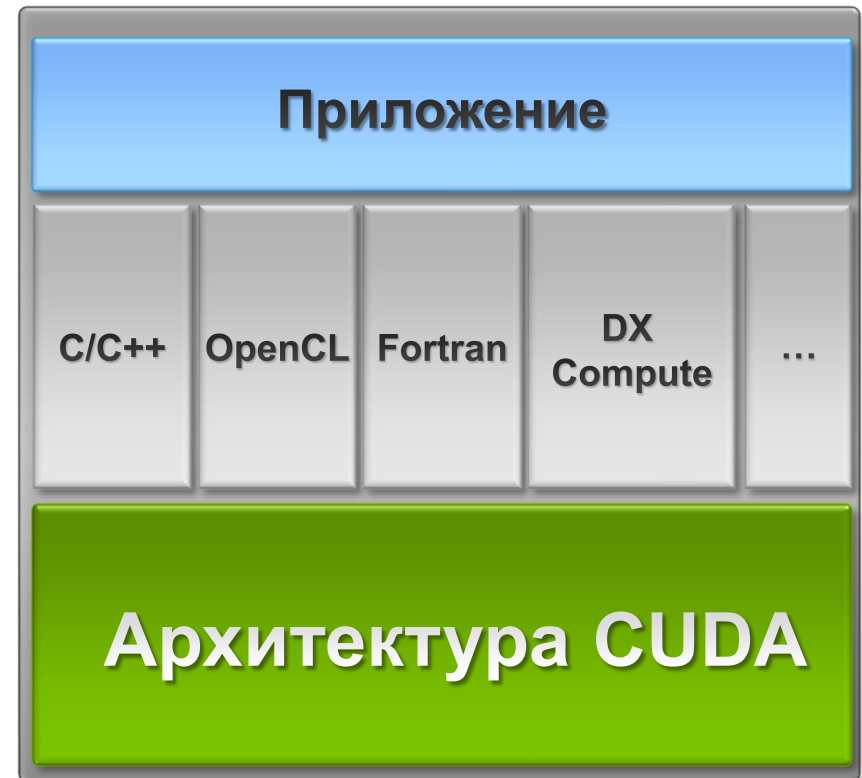 Приложение
C/C++
OpenCL
Fortran
DX
Compute
...
Архитектура CUDA